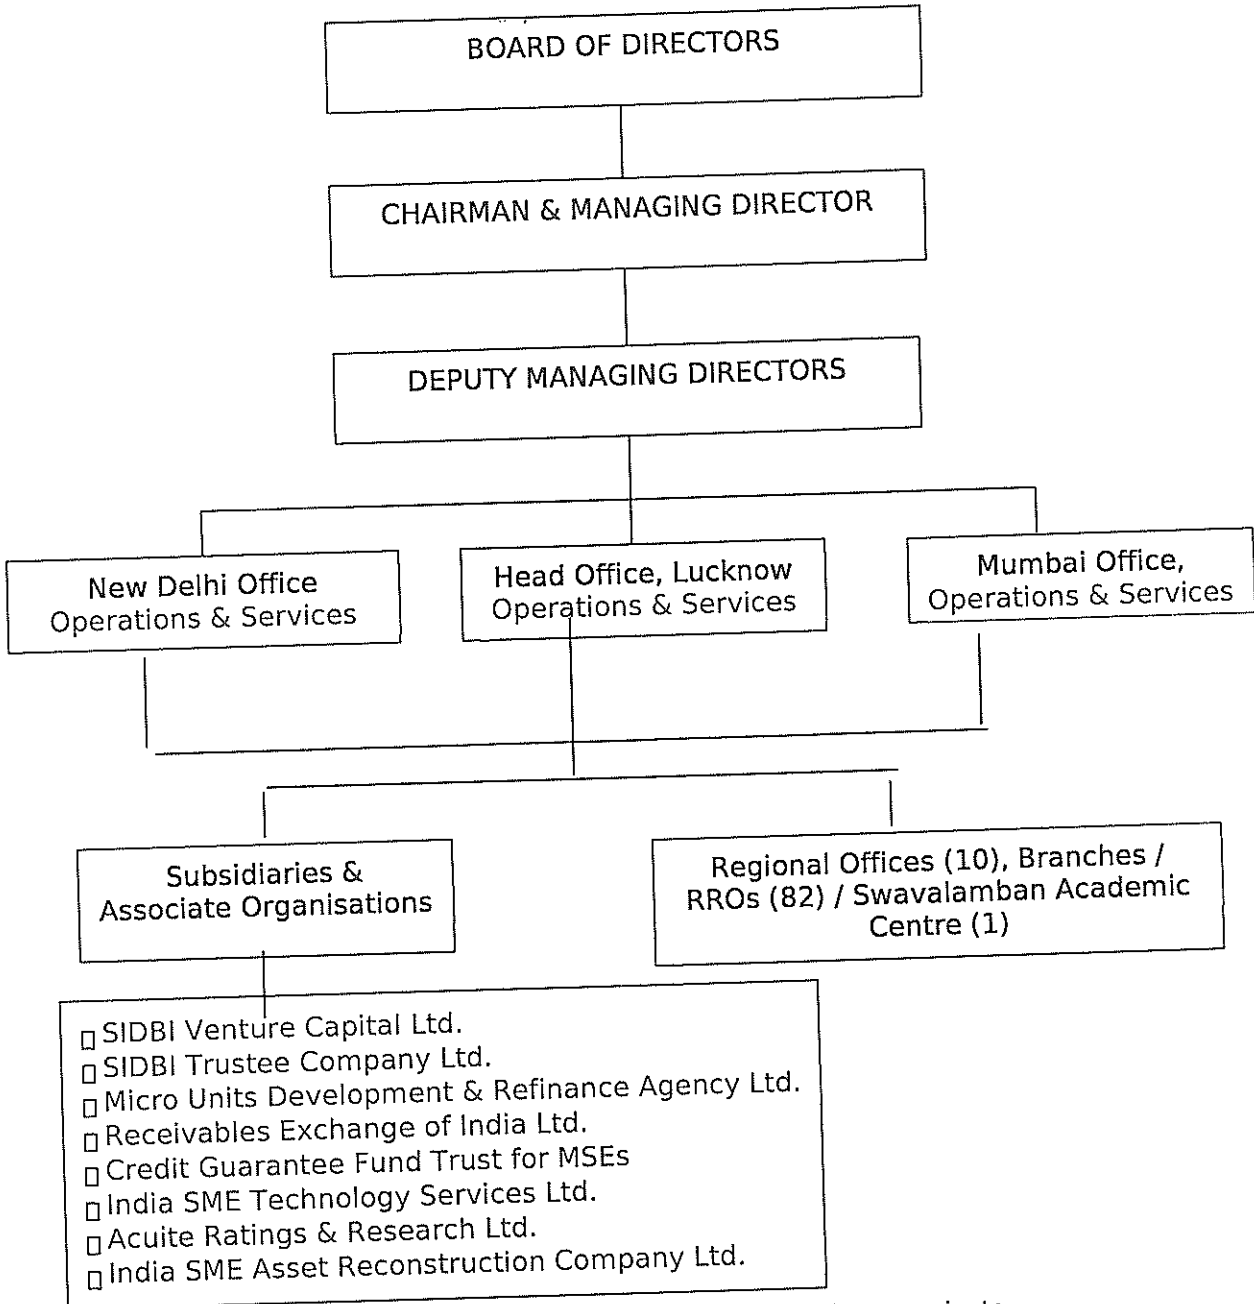 BOARD OF DIRECTORS
CHAIRMAN & MANAGING DIRECTOR
DEPUTY MANAGING DIRECTORS
New Delhi Office
Operations & Services
Head Office, Lucknow
Operations & Services
Mumbai Office,
Operations & Services
Subsidiaries &
Associate Organisations
Regional Offices (10), Branches /
RROs (82) / Swavalamban Academic
Centre (1)
SIDBI Venture Capital Ltd.
SIDBI Trustee Company Ltd.
Micro Units Development & Refinance Agency Ltd.
Receivables Exchange of India Ltd.
Credit Guarantee Fund Trust for MSEs
India SME Technology Services Ltd.
Acuite Ratings & Research Ltd.
India SME Asset Reconstruction Company Ltd.